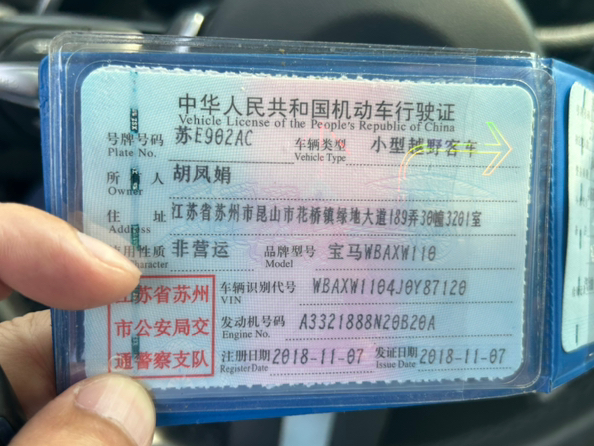 中华人民共和国机动车行驶证
Vehicle License of the People's Republic of China
号牌号码 苏E902AC 车辆类型 小型越野客车
Plate No. Vehicle Type
所 有 人 胡凤娟
Owner
住 址 江苏省苏州市昆山市花桥镇绿地大道189弄30幢3201室
Address
使用性质 非营运 品牌型号 宝马WBAXW110
Character Model
江苏省苏州
市公安局交
通警察支队
车辆识别代号 WBAXW1104J0Y87120
VIN
发动机号码 A3321888N20B20A
Engine No.
注册日期 2018-11-07 发证日期 2018-11-07
Register Date Issue Date